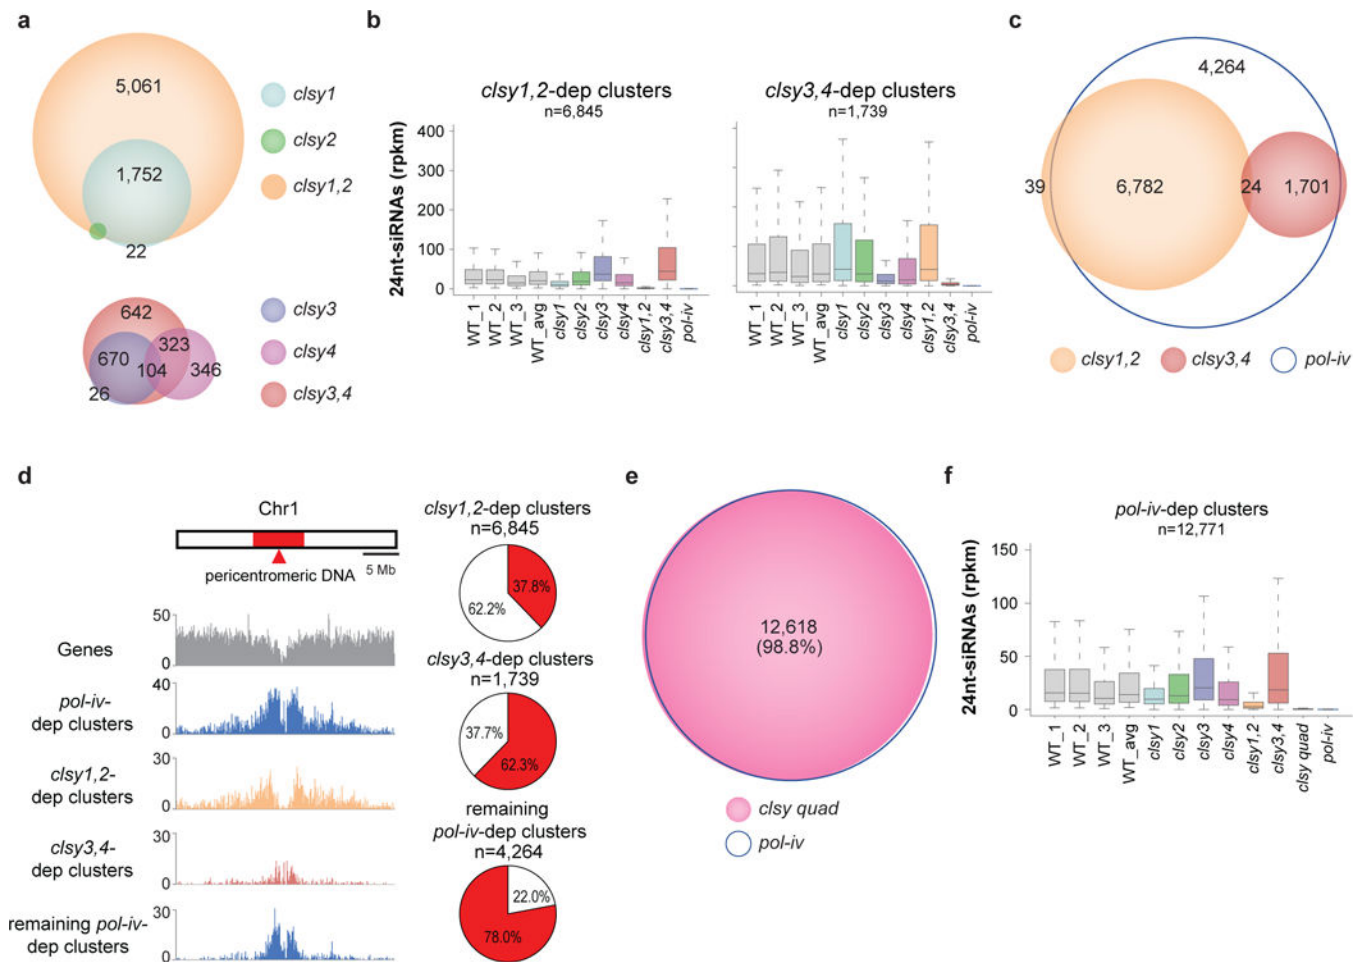 a
5,061
1,752
22
clsy1
clsy2
clsy1,2
642
670
323
104
346
26
clsy3
clsy4
clsy3,4
b
clsy1,2-dep clusters
n=6,845
clsy3,4-dep clusters
n=1,739
24nt-siRNAs (rpkm)
400
300
200
100
0
WT_1
WT_2
WT_3
WT_avg
clsy1
clsy2
clsy3
clsy4
clsy1,2
clsy3,4
pol-iv
WT_1
WT_2
WT_3
WT_avg
clsy1
clsy2
clsy3
clsy4
clsy1,2
clsy3,4
pol-iv
c
4,264
39
6,782
24
1,701
clsy1,2
clsy3,4
pol-iv
d
Chr1
pericentromeric DNA
5 Mb
Genes
50
0
pol-iv-
dep clusters
40
0
clsy1,2-
dep clusters
30
0
clsy3,4-
dep clusters
30
0
remaining pol-iv-
dep clusters
30
0
clsy1,2-dep clusters
n=6,845
37.8%
62.2%
clsy3,4-dep clusters
n=1,739
37.7%
62.3%
remaining
pol-iv-dep clusters
n=4,264
22.0%
78.0%
e
12,618
(98.8%)
clsy quad
pol-iv
f
pol-iv-dep clusters
n=12,771
24nt-siRNAs (rpkm)
150
100
50
0
WT_1
WT_2
WT_3
WT_avg
clsy1
clsy2
clsy3
clsy4
clsy1,2
clsy3,4
clsy quad
pol-iv